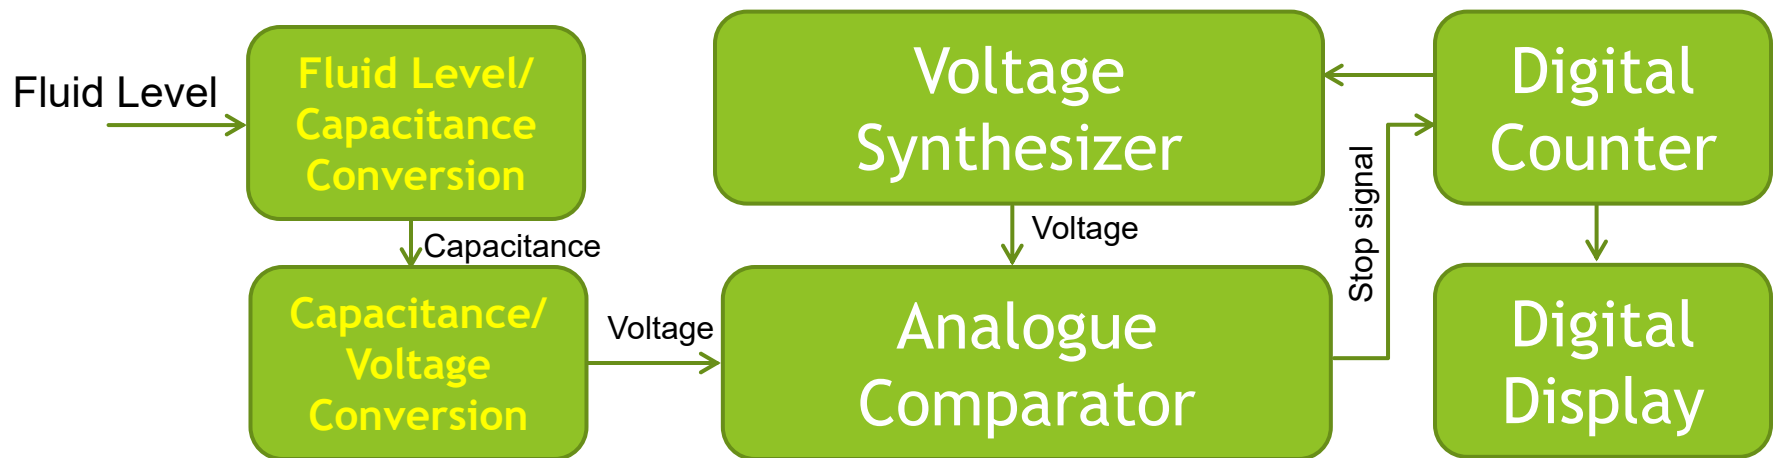 Fluid Level
Fluid Level/
Capacitance
Conversion
Capacitance
Capacitance/
Voltage
Conversion
Voltage
Voltage
Synthesizer
Voltage
Analogue
Comparator
Stop signal
Digital
Counter
Digital
Display